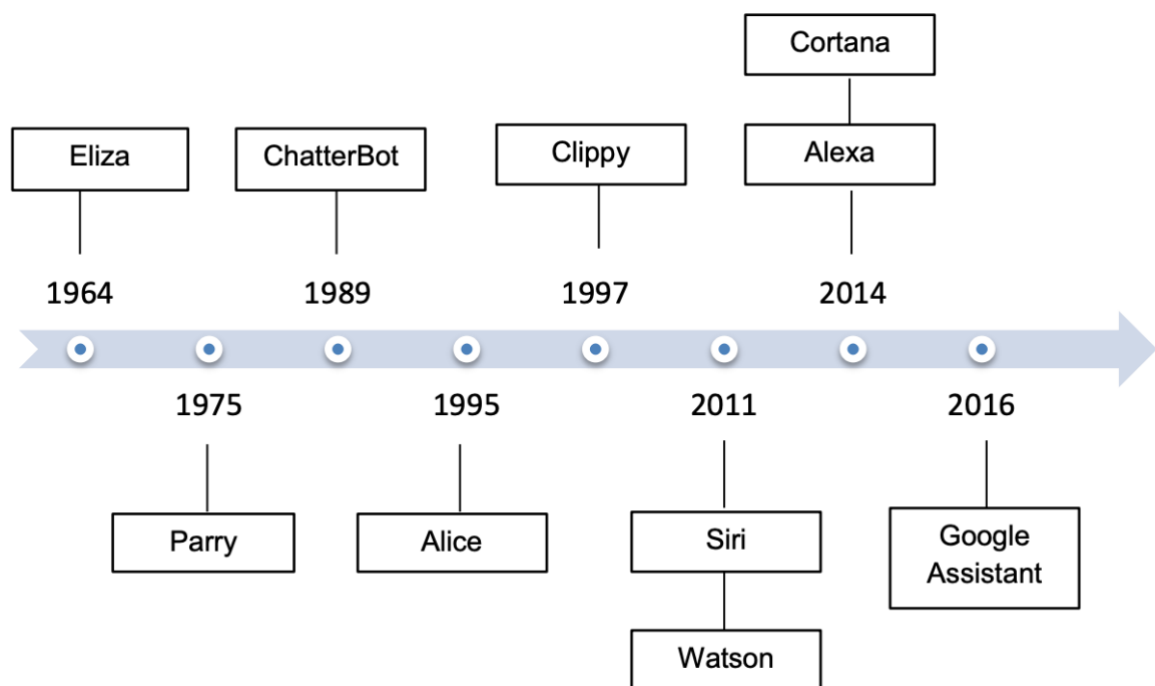 Cortana
Eliza
ChatterBot
Clippy
Alexa
1964
1989
1997
2014
1975
1995
2011
2016
Parry
Alice
Siri
Google
Assistant
Watson